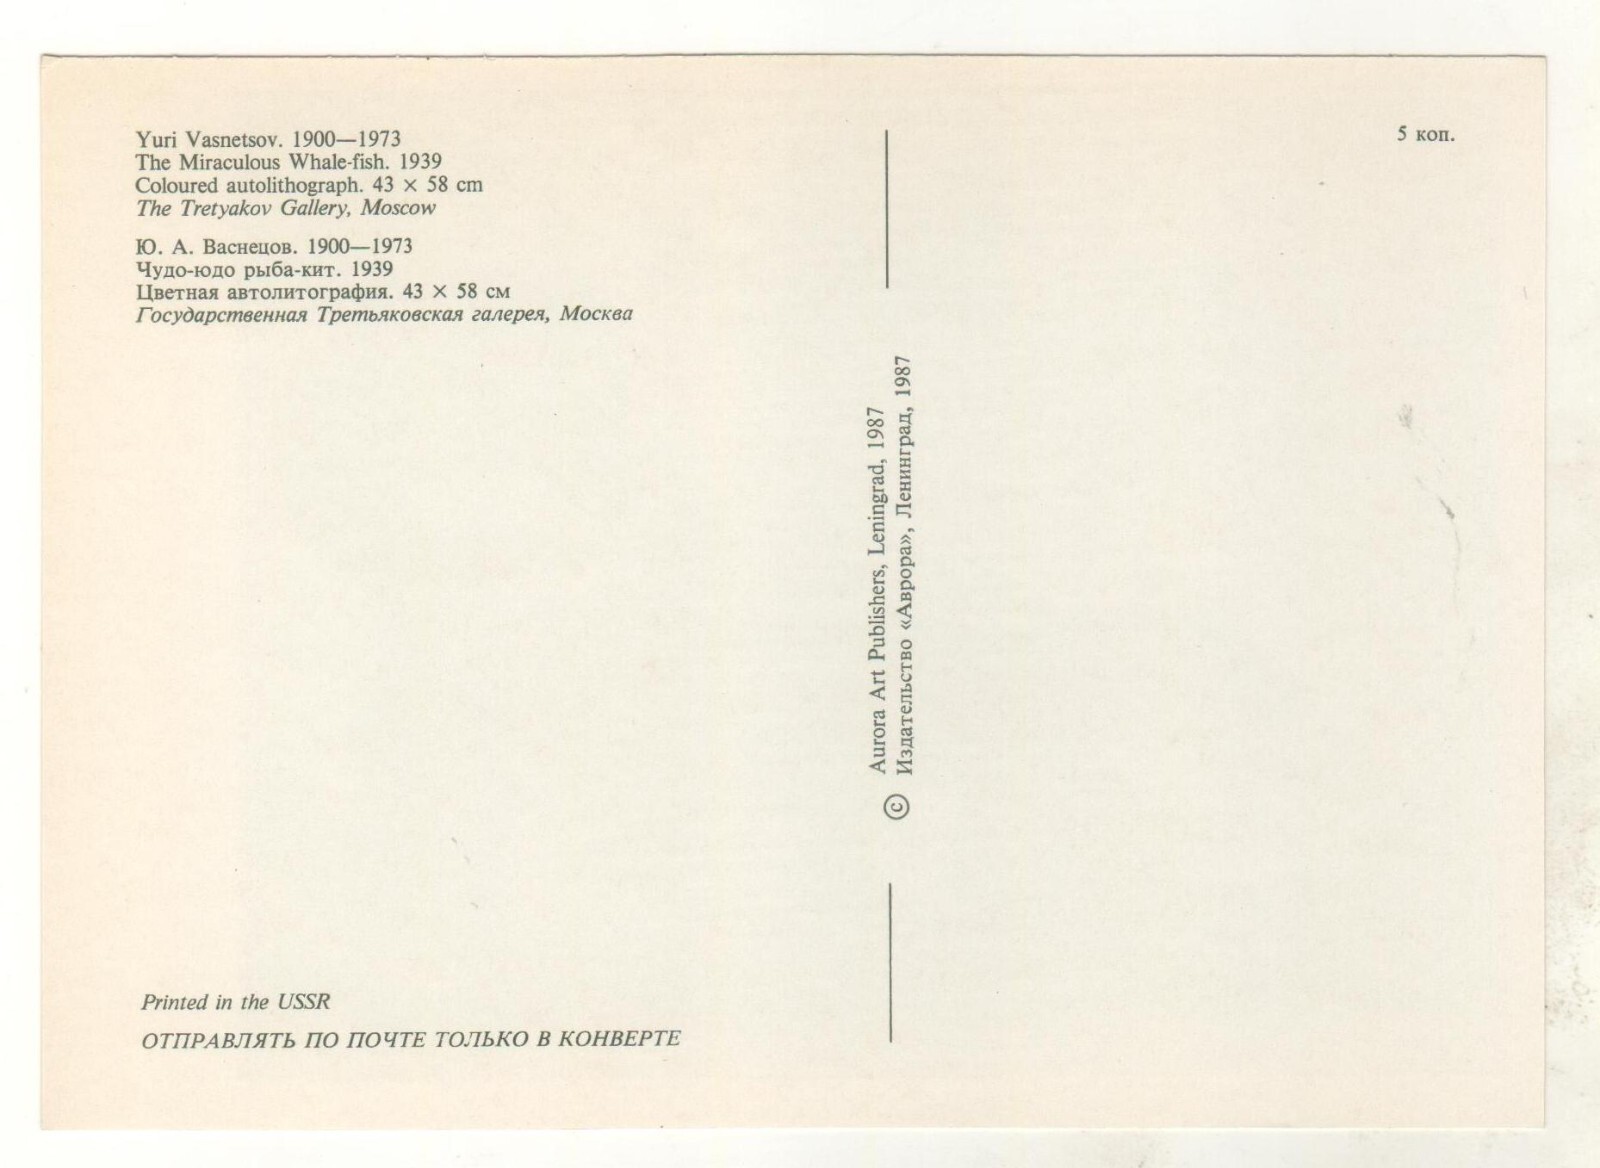 Yuri Vasnetsov. 1900—1973
The Miraculous Whale-fish. 1939
Coloured autolithograph. 43 × 58 cm
The Tretyakov Gallery, Moscow
Ю. А. Васнецов. 1900—1973
Чудо-юдо рыба-кит. 1939
Цветная автолитография. 43 × 58 см
Государственная Третьяковская галерея, Москва
Printed in the USSR
ОТПРАВЛЯТЬ ПО ПОЧТЕ ТОЛЬКО В КОНВЕРТЕ
© Aurora Art Publishers, Leningrad, 1987
Издательство «Аврора», Ленинград, 1987
5 коп.